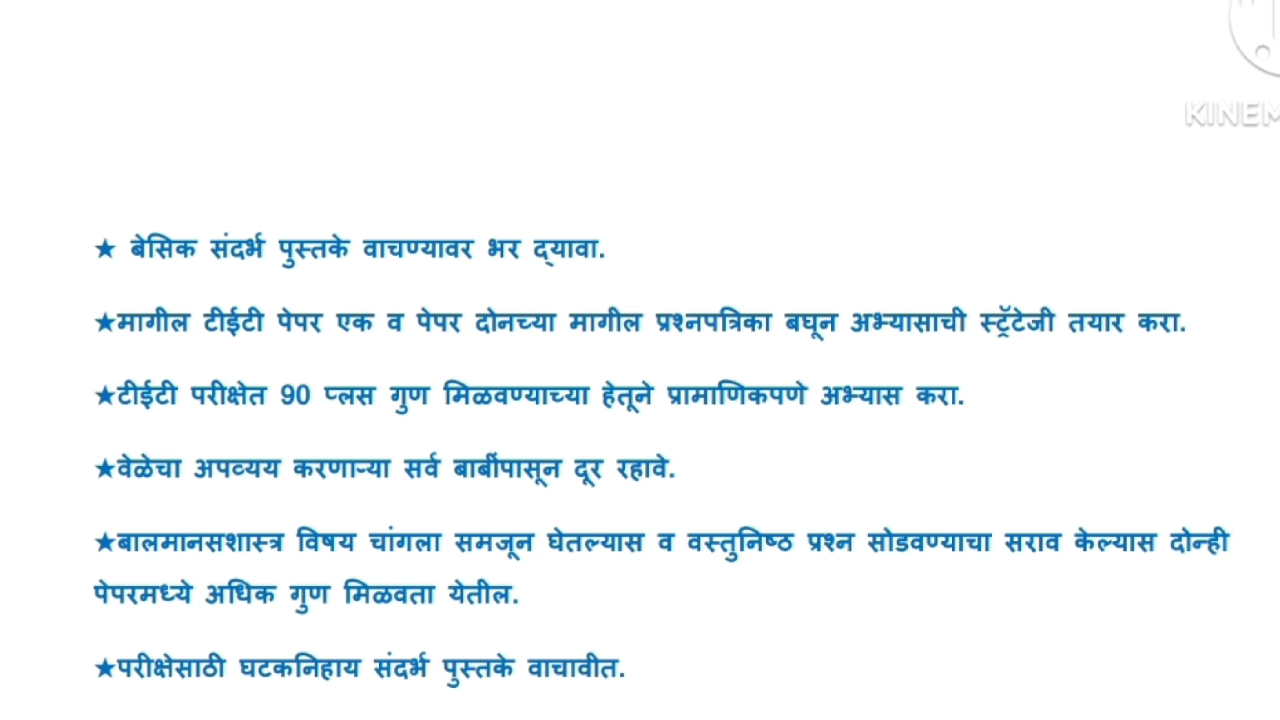 ★ बेसिक संदर्भ पुस्तके वाचण्यावर भर द्‌यावा.
★मागील टीईटी पेपर एक व पेपर दोनच्या मागील प्रश्नपत्रिका बघून अभ्यासाची स्ट्रॅटेजी तयार करा.
★टीईटी परीक्षेत 90 प्लस गुण मिळवण्याच्या हेतूने प्रामाणिकपणे अभ्यास करा.
★वेळेचा अपव्यय करणाऱ्या सर्व बाबींपासून दूर रहावे.
★बालमानसशास्त्र विषय चांगला समजून घेतल्यास व वस्तुनिष्ठ प्रश्न सोडवण्याचा सराव केल्यास दोन्ही
पेपरमध्ये अधिक गुण मिळवता येतील.
★परीक्षेसाठी घटकनिहाय संदर्भ पुस्तके वाचावीत.